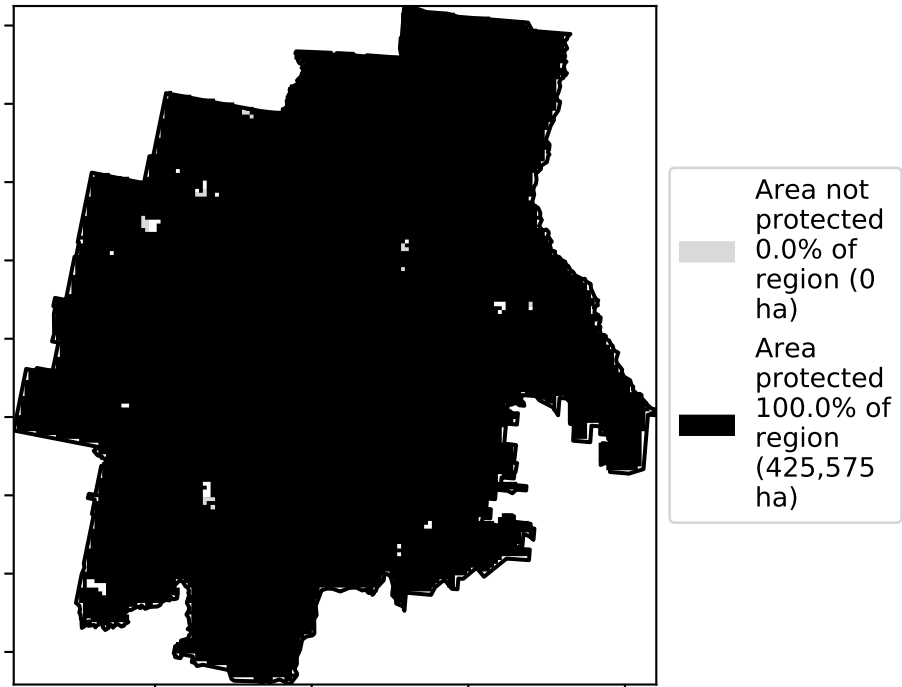 Area not
protected
0.0% of
region (0
ha)
Area
protected
100.0% of
region
(425,575
ha)